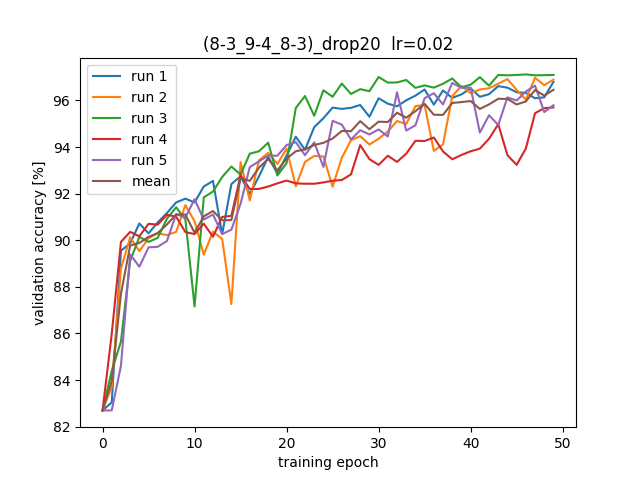 (8-3_9-4_8-3)_drop20  lr=0.02
run 1
run 2
run 3
run 4
run 5
mean
validation accuracy [%]
96
94
92
90
88
86
84
82
0
10
20
30
40
50
training epoch